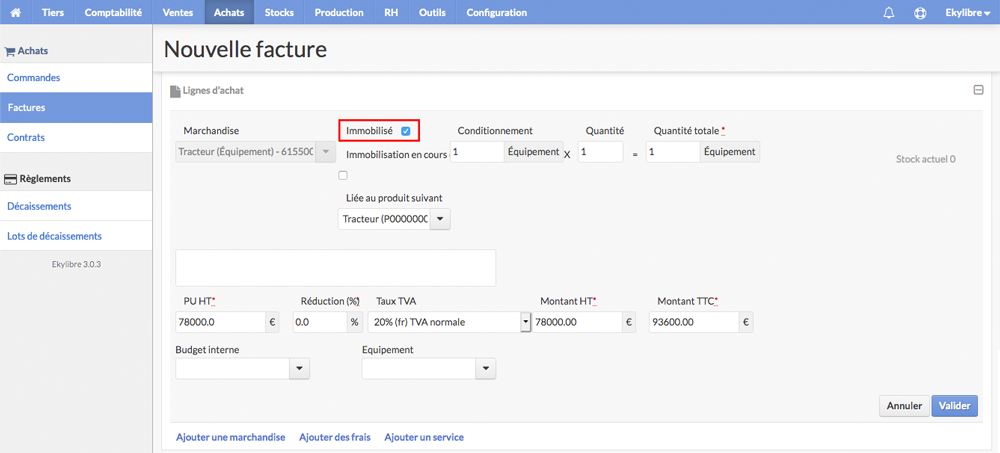 Tiers Comptabilité Ventes Achats Stocks Production RH Outils Configuration Ekylibre
Achats
Commandes
Factures
Contrats
Règlements
Décaissements
Lots de décaissements
Ekylibre 3.0.3
Nouvelle facture
Lignes d'achat
Marchandise Immobilisé Conditionnement Quantité Quantité totale *
Tracteur (Équipement) - 61550( Immobilisation en cours 1 Équipement X 1 = 1 Équipement
Stock actuel 0
Liée au produit suivant
Tracteur (P0000000(
PU HT* Réduction (%) Taux TVA Montant HT* Montant TTC*
78000.0 € 0.0 % 20% (fr) TVA normale 78000.00 € 93600.00 €
Budget interne Equipement
Annuler Valider
Ajouter une marchandise Ajouter des frais Ajouter un service